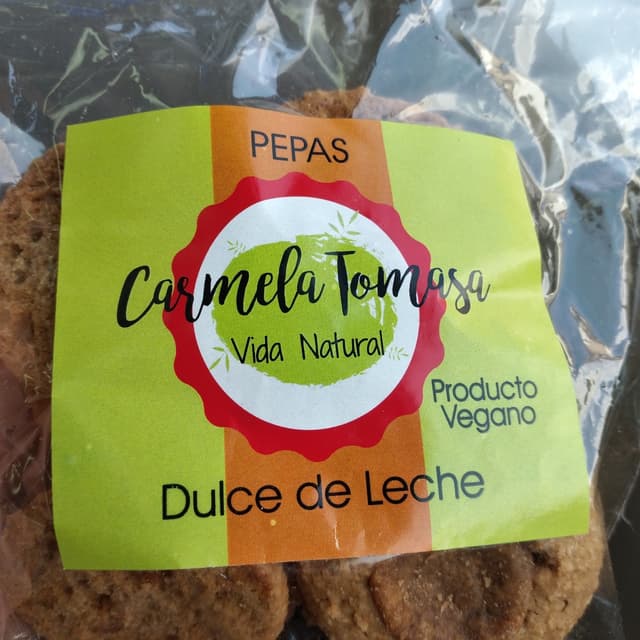 PEPAS
Carmela Tomasa
Vida Natural
Producto
Vegano
Dulce de Leche